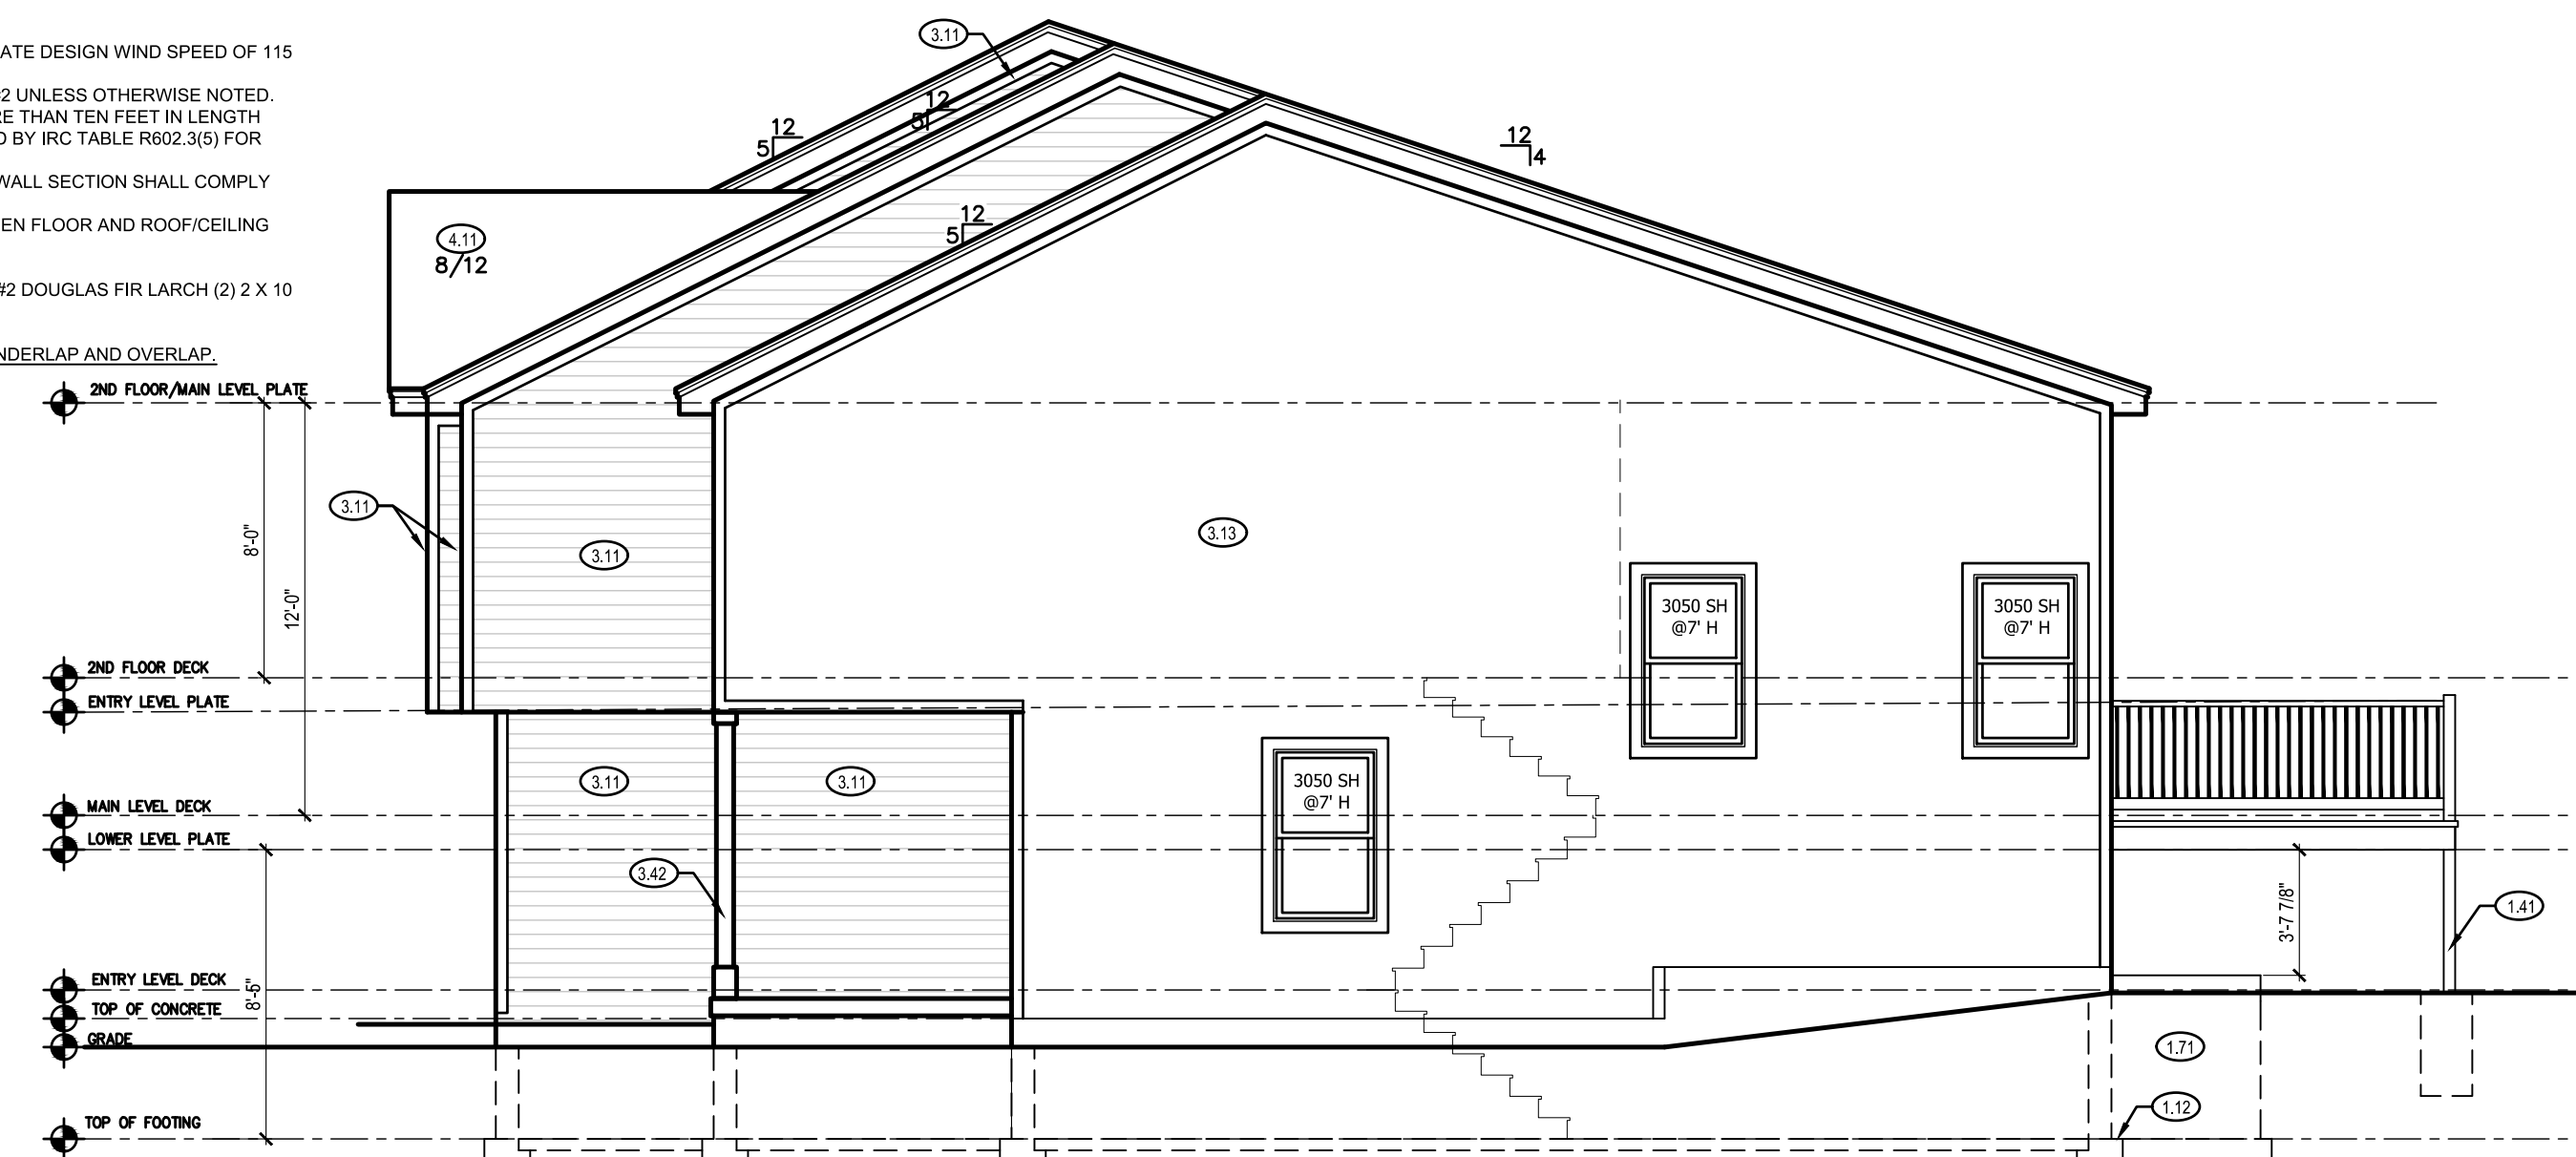 ATE DESIGN WIND SPEED OF 115
2 UNLESS OTHERWISE NOTED.
RE THAN TEN FEET IN LENGTH
D BY IRC TABLE R602.3(5) FOR
WALL SECTION SHALL COMPLY
EN FLOOR AND ROOF/CEILING
#2 DOUGLAS FIR LARCH (2) 2 X 10
NDERLAP AND OVERLAP.
3.11
12
5
12
5
12
4
12
5
4.11
8/12
2ND FLOOR/MAIN LEVEL PLATE
3.11
8'-0"
12'-0"
3.11
3.13
3050 SH
@7' H
3050 SH
@7' H
2ND FLOOR DECK
ENTRY LEVEL PLATE
3.11
3.11
3050 SH
@7' H
MAIN LEVEL DECK
LOWER LEVEL PLATE
3.42
3'-7 7/8"
1.41
ENTRY LEVEL DECK
8'-5"
TOP OF CONCRETE
GRADE
1.71
1.12
TOP OF FOOTING